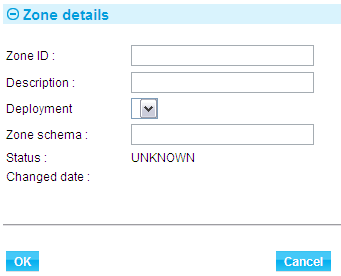 Zone details
Zone ID :
Description :
Deployment
Zone schema :
Status : UNKNOWN
Changed date :
OK Cancel